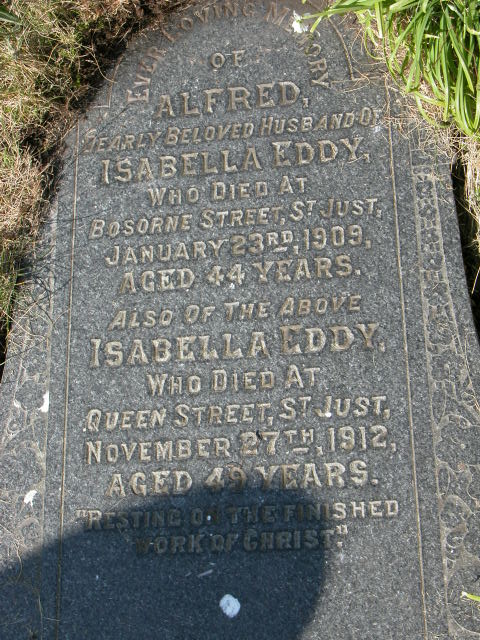 EVER LOVING MEMORY
OF
ALFRED,
DEARLY BELOVED HUSBAND OF
ISABELLA EDDY,
WHO DIED AT
BOSORNE STREET, ST JUST,
JANUARY 23RD, 1909,
AGED 44 YEARS.
ALSO OF THE ABOVE
ISABELLA EDDY,
WHO DIED AT
QUEEN STREET, ST JUST,
NOVEMBER 27TH, 1912,
AGED 49 YEARS.
"RESTING ON THE FINISHED
WORK OF CHRIST."